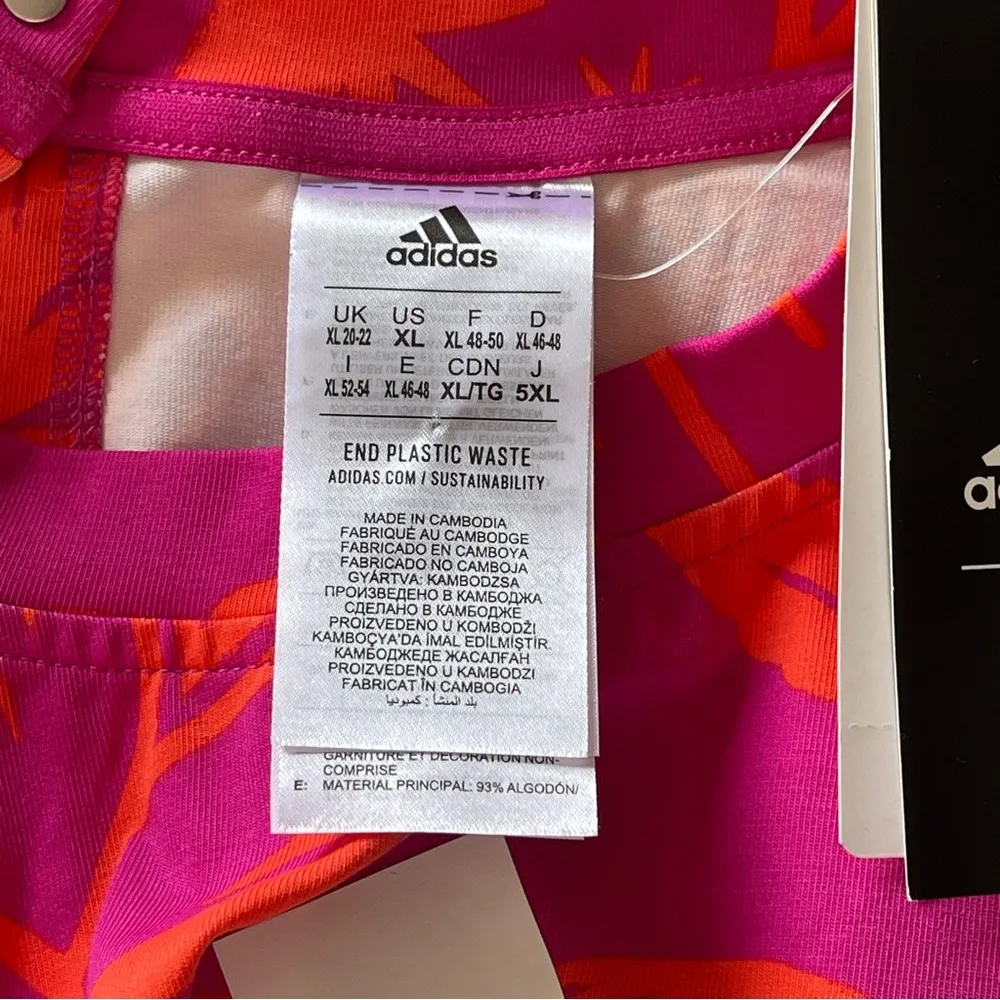 adidas
UK US F D
XL 20-22 XL XL 48-50 XL 46-48
I E CDN J
XL 52-54 XL 46-48 XL/TG 5XL
END PLASTIC WASTE
ADIDAS.COM / SUSTAINABILITY
MADE IN CAMBODIA
FABRIQUÉ AU CAMBODGE
FABRICADO EN CAMBOYA
FABRICADO NO CAMBOJA
GYÁRTVA: KAMBODZSA
ПРОИЗВЕДЕНО В КАМБОДЖА
СДЕЛАНО В КАМБОДЖЕ
PROIZVEDENO U KOMBODŽI
KAMBOÇYA'DA İMAL EDİLMİŞTİR.
КАМБОДЖЕДЕ ЖАСАЛҒАН
PROIZVEDENO U KAMBODZI
FABRICAT ÎN CAMBOGIA
بلد المنشأ : كمبوديا
GARNITURE ET DÉCORATION NON-
COMPRISE
E: MATERIAL PRINCIPAL: 93% ALGODÓN/